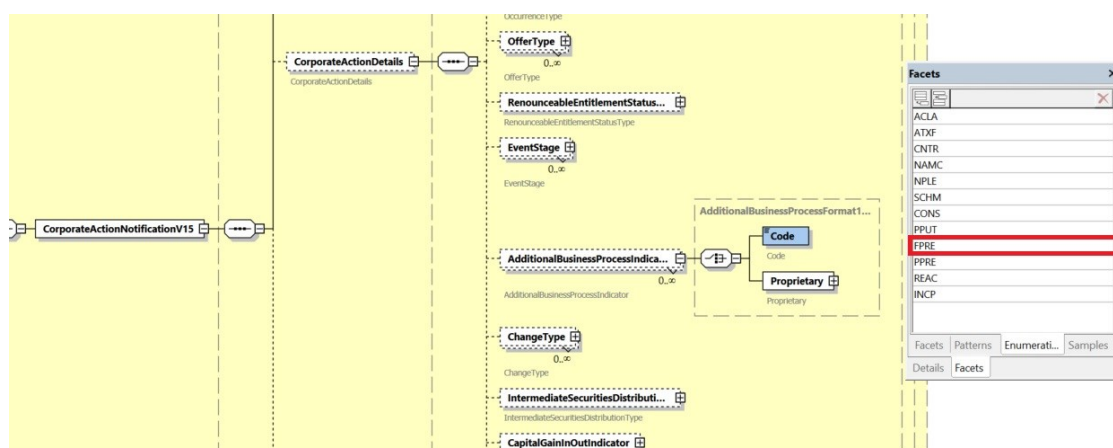 OccurrenceType
OfferType
0..∞
OfferType
CorporateActionDetails
CorporateActionDetails
RenounceableEntitlementStatus...
RenounceableEntitlementStatusType
EventStage
0..∞
EventStage
CorporateActionNotificationV15
AdditionalBusinessProcessFormat1...
Code
Code
AdditionalBusinessProcessIndica...
0..∞
AdditionalBusinessProcessIndicator
Proprietary
Proprietary
ChangeType
0..∞
ChangeType
IntermediateSecuritiesDistributi...
IntermediateSecuritiesDistributionType
CapitalGainInOutIndicator
Facets
ACLA
ATXF
CNTR
NAMC
NPLE
SCHM
CONS
PPUT
FPRE
PPRE
REAC
INCP
Facets Patterns Enumerati... Samples
Details Facets